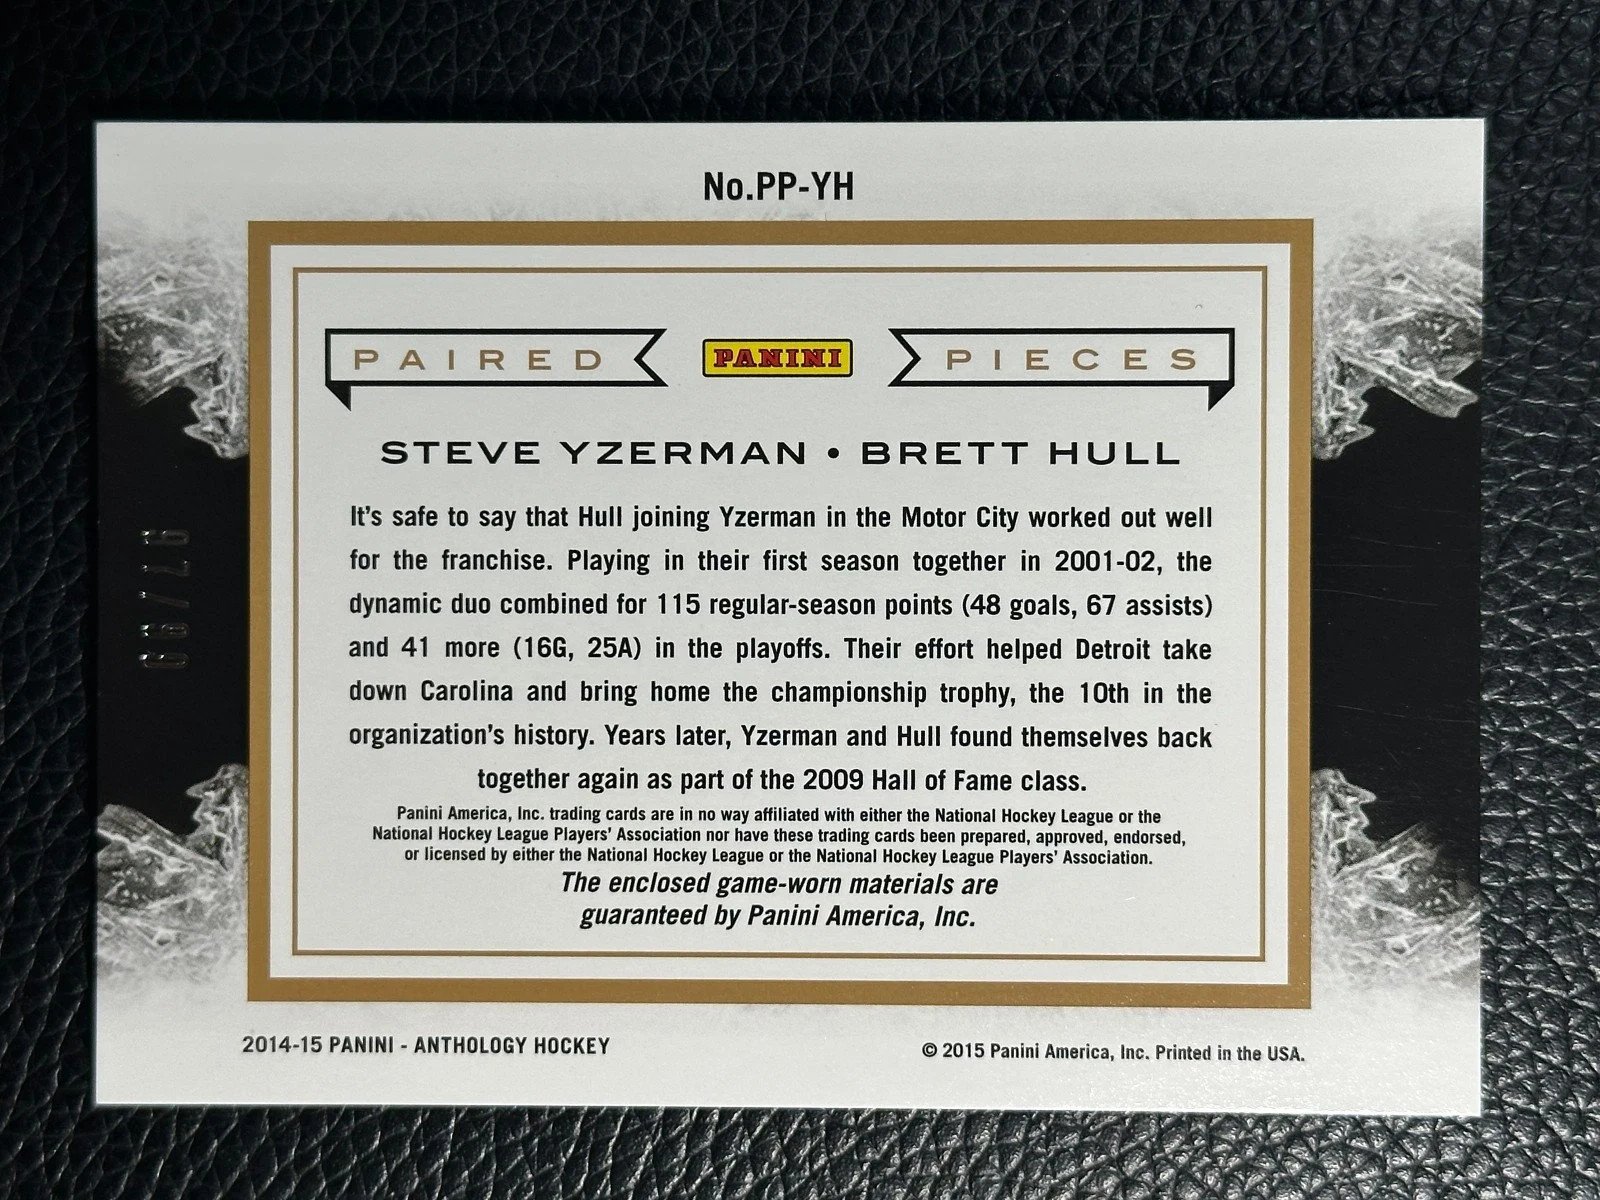 No.PP-YH
PAIRED PANINI PIECES
STEVE YZERMAN • BRETT HULL
It's safe to say that Hull joining Yzerman in the Motor City worked out well
for the franchise. Playing in their first season together in 2001-02, the
dynamic duo combined for 115 regular-season points (48 goals, 67 assists)
and 41 more (16G, 25A) in the playoffs. Their effort helped Detroit take
down Carolina and bring home the championship trophy, the 10th in the
organization's history. Years later, Yzerman and Hull found themselves back
together again as part of the 2009 Hall of Fame class.
Panini America, Inc. trading cards are in no way affiliated with either the National Hockey League or the
National Hockey League Players' Association nor have these trading cards been prepared, approved, endorsed,
or licensed by either the National Hockey League or the National Hockey League Players' Association.
The enclosed game-worn materials are
guaranteed by Panini America, Inc.
2014-15 PANINI - ANTHOLOGY HOCKEY
© 2015 Panini America, Inc. Printed in the USA.
97/99